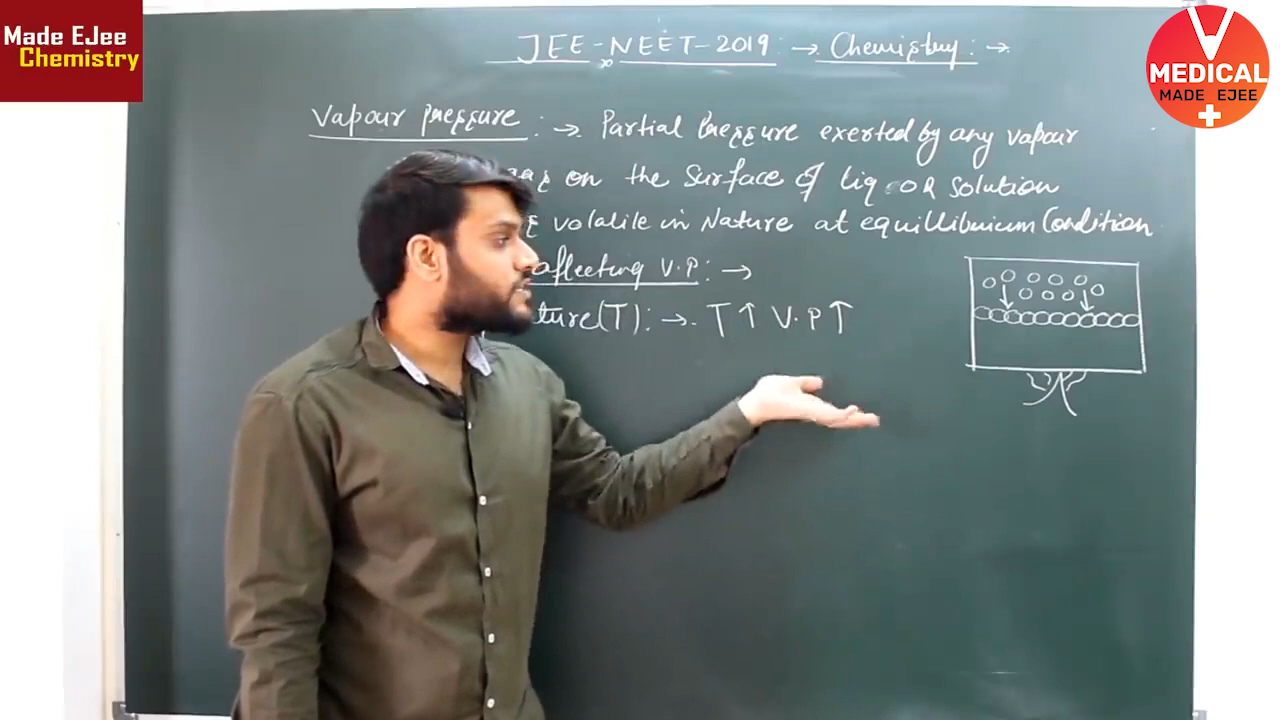 Made EJee
Chemistry
V
MEDICAL
MADE EJEE
JEE - NEET - 2019 → Chemistry : →
Vapour pressure : → Partial Pressure exerted by any vapour
on the Surface of liq OR solution
volatile in Nature at equillibrium Condition
affecting V.P : →
ture(T) : → T↑ V.P↑